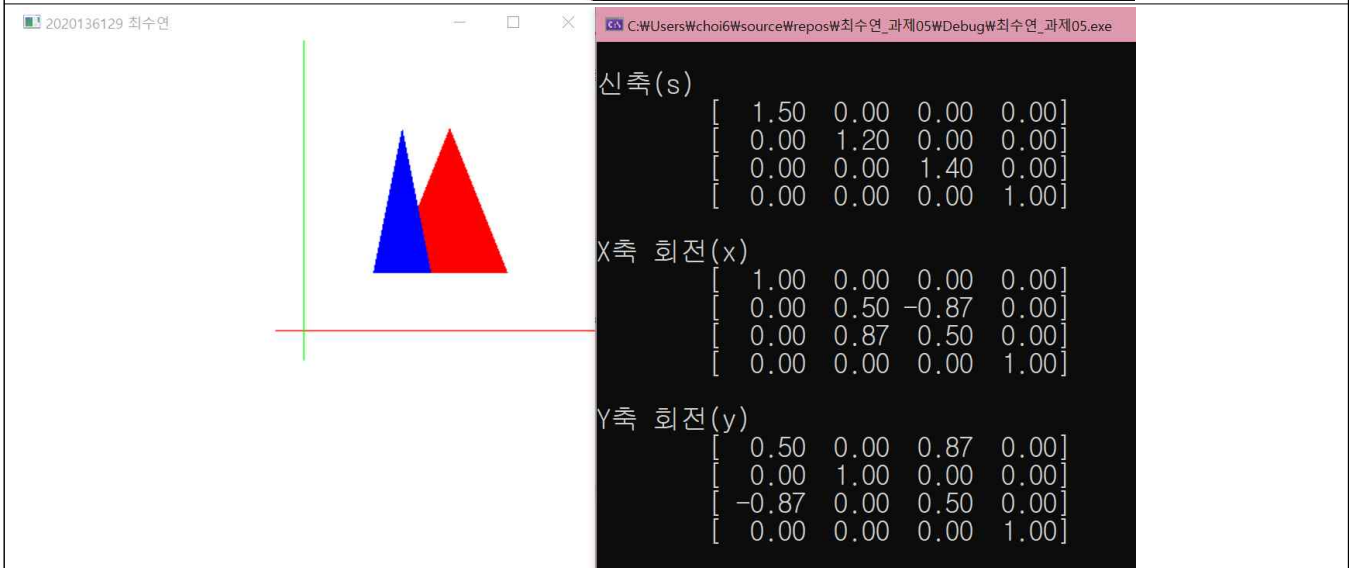 2020136129 최수연
C:₩Users₩choi6₩source₩repos₩최수연_과제05₩Debug₩최수연_과제05.exe
신축(s)
[ 1.50 0.00 0.00 0.00]
[ 0.00 1.20 0.00 0.00]
[ 0.00 0.00 1.40 0.00]
[ 0.00 0.00 0.00 1.00]
X축 회전(x)
[ 1.00 0.00 0.00 0.00]
[ 0.00 0.50 -0.87 0.00]
[ 0.00 0.87 0.50 0.00]
[ 0.00 0.00 0.00 1.00]
Y축 회전(y)
[ 0.50 0.00 0.87 0.00]
[ 0.00 1.00 0.00 0.00]
[ -0.87 0.00 0.50 0.00]
[ 0.00 0.00 0.00 1.00]